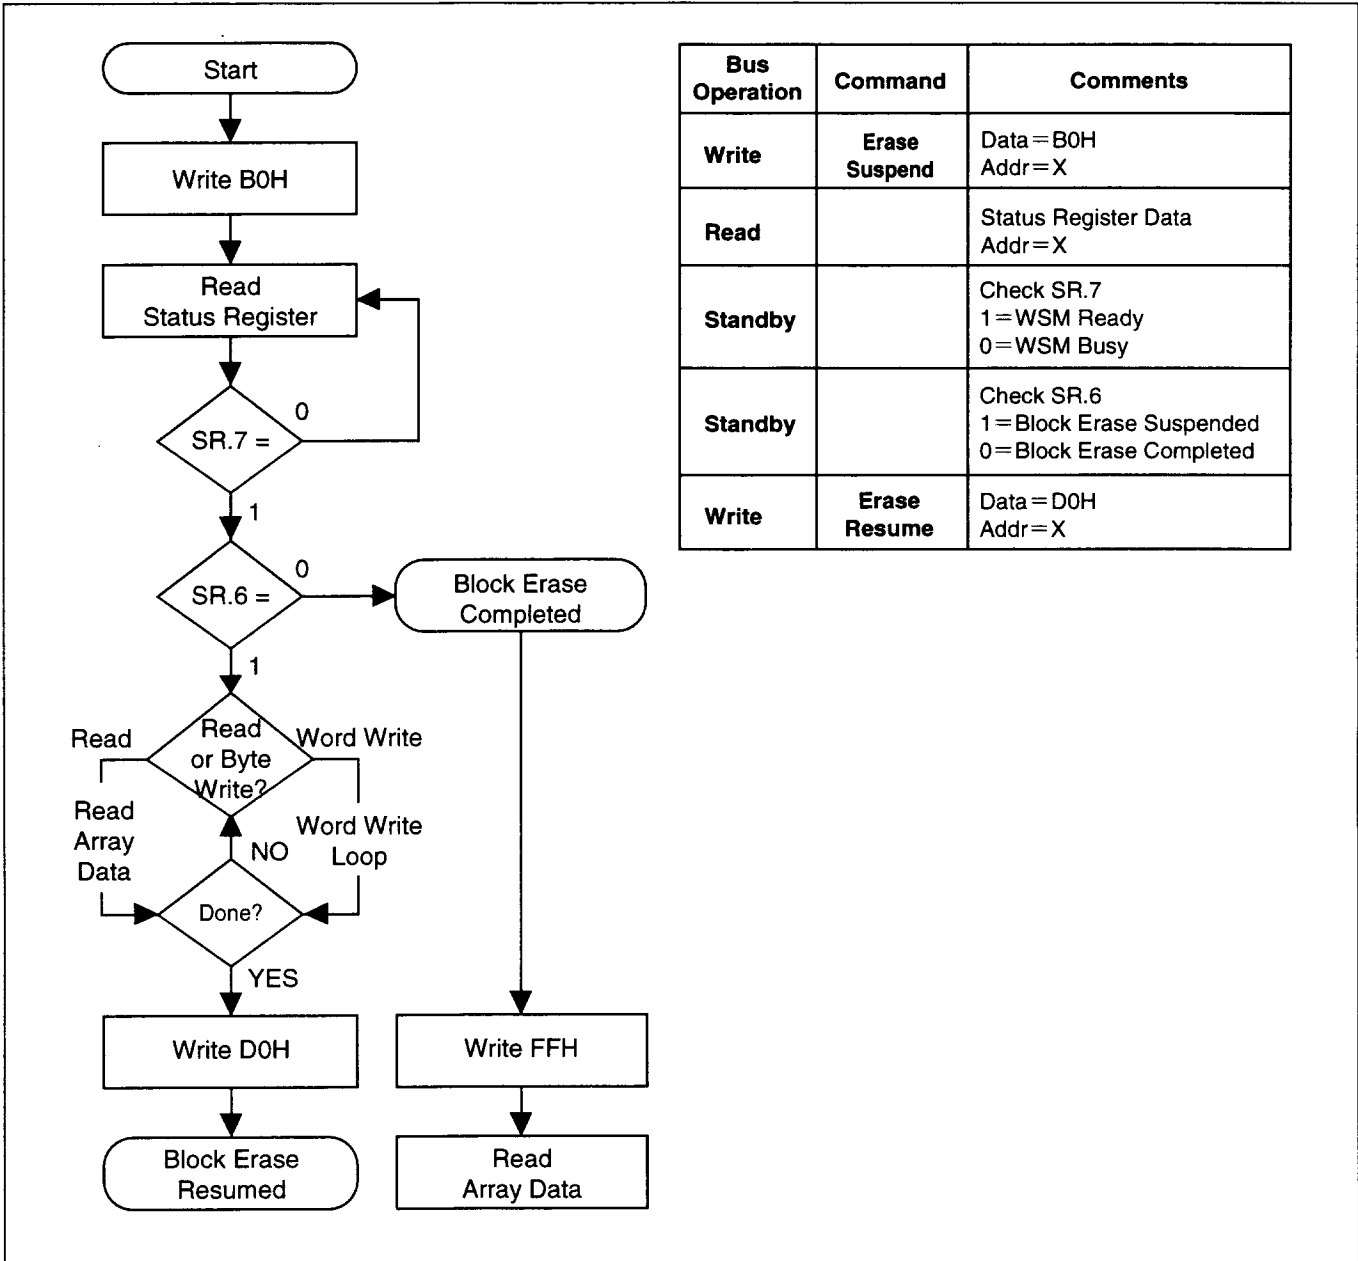 Start
Write B0H
Read
Status Register
SR.7 =
0
1
SR.6 =
0
Block Erase
Completed
1
Read
or Byte
Write?
Read
Word Write
Read
Array
Data
Word Write
Loop
NO
Done?
YES
Write D0H
Write FFH
Block Erase
Resumed
Read
Array Data
Bus
Operation
Command
Comments
Write
Erase
Suspend
Data=B0H
Addr=X
Read
Status Register Data
Addr=X
Standby
Check SR.7
1=WSM Ready
0=WSM Busy
Standby
Check SR.6
1=Block Erase Suspended
0=Block Erase Completed
Write
Erase
Resume
Data=D0H
Addr=X